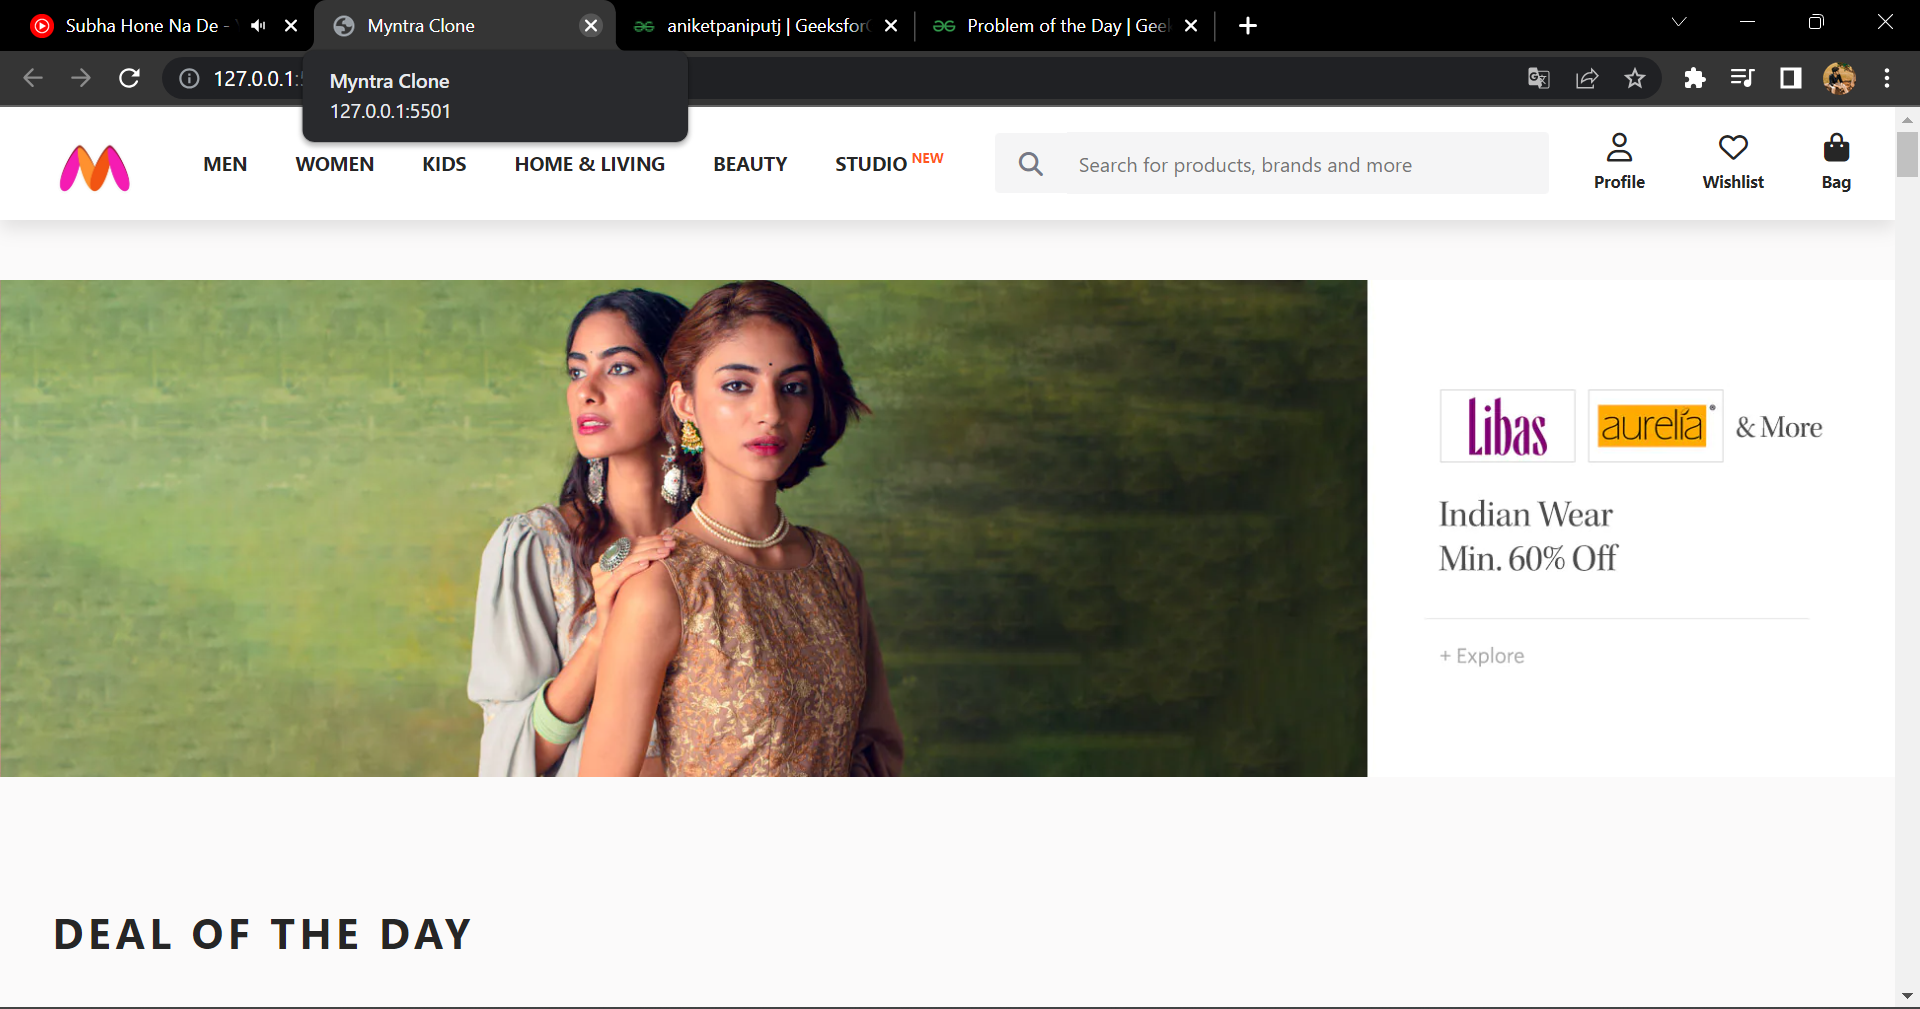 Subha Hone Na De -
Myntra Clone
aniketpaniputj | Geeksfor
Problem of the Day | Geek
127.0.0.1:
Myntra Clone
127.0.0.1:5501
MEN
WOMEN
KIDS
HOME & LIVING
BEAUTY
STUDIO NEW
Search for products, brands and more
Profile
Wishlist
Bag
Libas
aurelia
& More
Indian Wear
Min. 60% Off
+ Explore
DEAL OF THE DAY